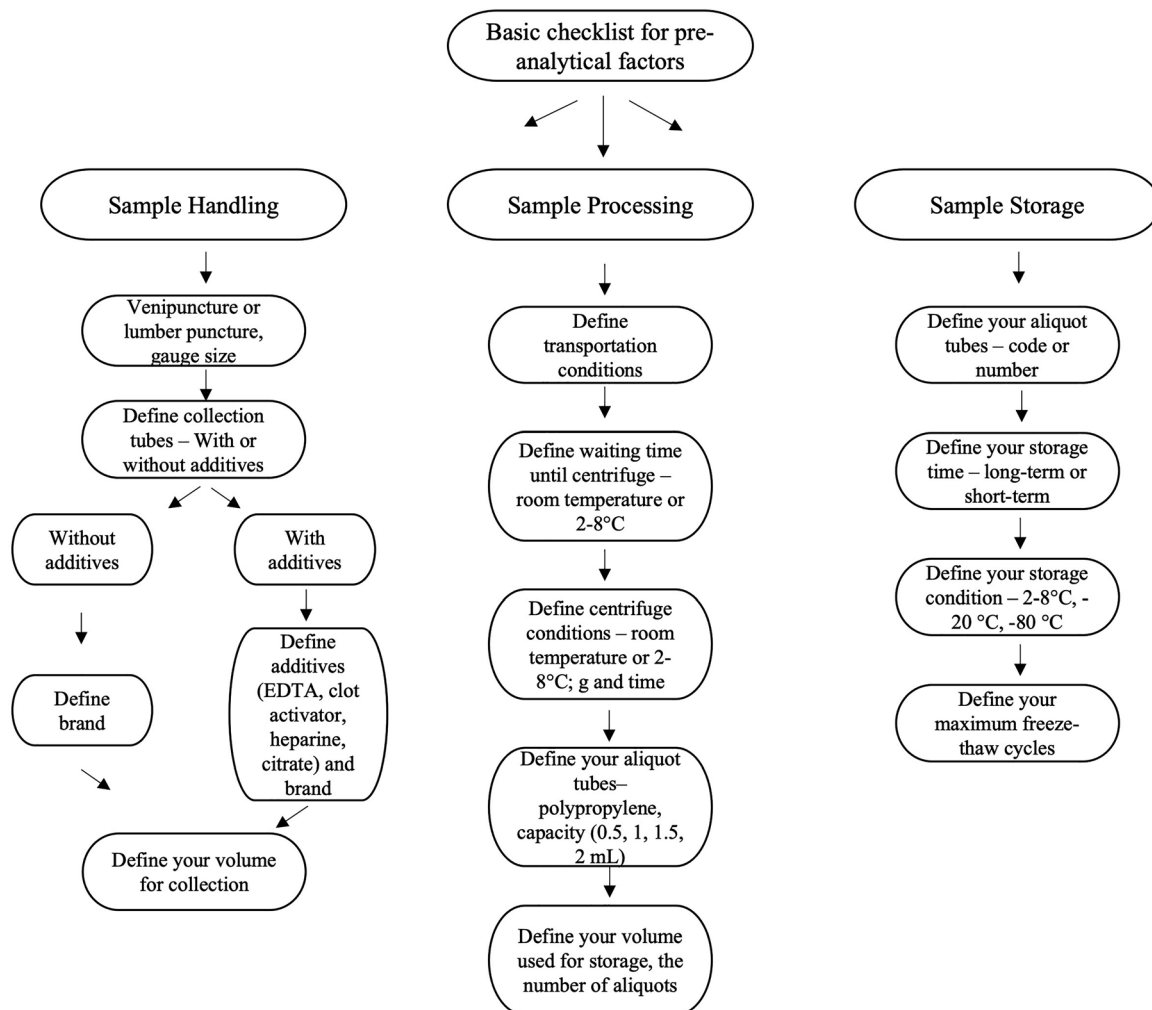 Basic checklist for pre-
analytical factors
Sample Handling
Venipuncture or
lumber puncture,
gauge size
Define collection
tubes – With or
without additives
Without
additives
With
additives
Define
brand
Define
additives
(EDTA, clot
activator,
heparine,
citrate) and
brand
Define your volume
for collection
Sample Processing
Define
transportation
conditions
Define waiting time
until centrifuge –
room temperature or
2-8°C
Define centrifuge
conditions – room
temperature or 2-
8°C; g and time
Define your aliquot
tubes–
polypropylene,
capacity (0.5, 1, 1.5,
2 mL)
Define your volume
used for storage, the
number of aliquots
Sample Storage
Define your aliquot
tubes – code or
number
Define your storage
time – long-term or
short-term
Define your storage
condition – 2-8°C, -
20 °C, -80 °C
Define your
maximum freeze-
thaw cycles